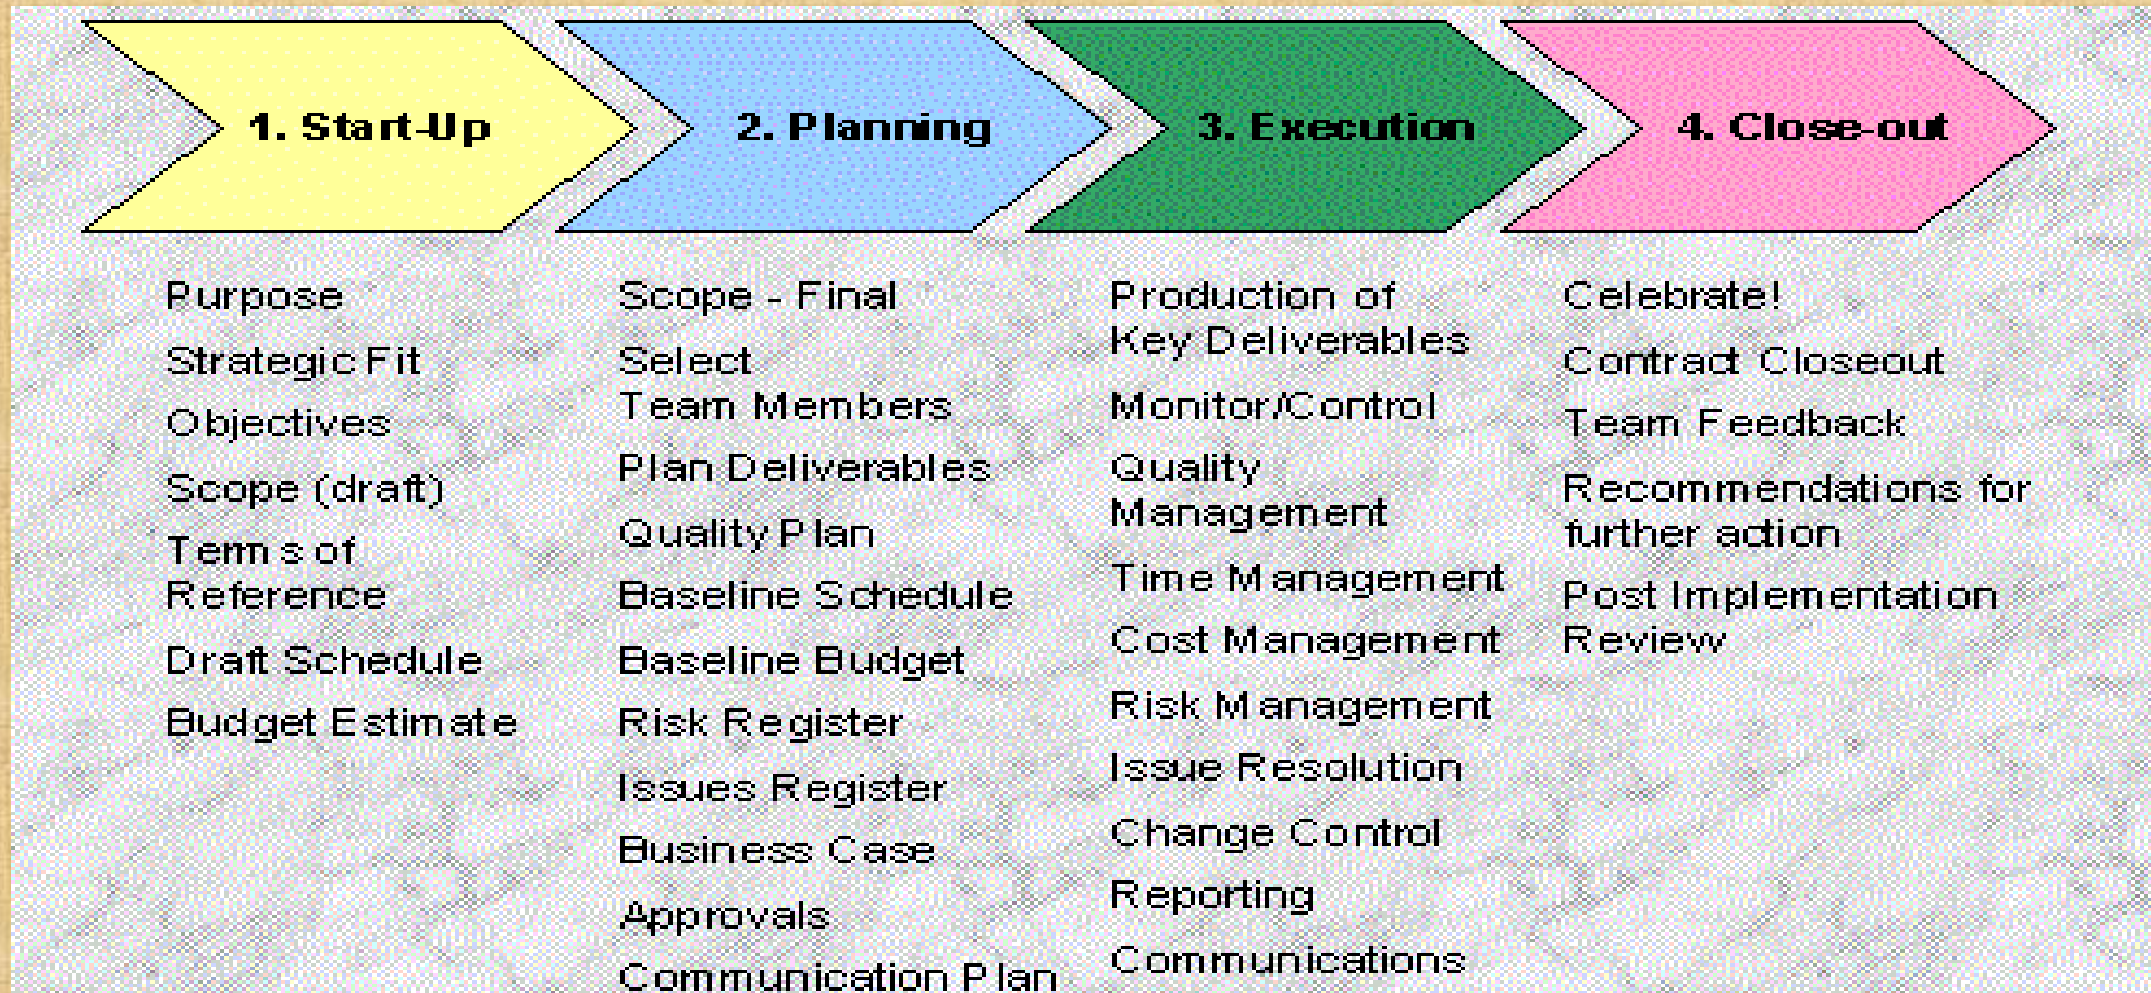 1. Start-Up
2. Planning
3. Execution
4. Close-out
Purpose
Strategic Fit
Objectives
Scope (draft)
Terms of
Reference
Draft Schedule
Budget Estimate
Scope - Final
Select
Team Members
Plan Deliverables
Quality Plan
Baseline Schedule
Baseline Budget
Risk Register
Issues Register
Business Case
Approvals
Communication Plan
Production of
Key Deliverables
Monitor/Control
Quality
Management
Time Management
Cost Management
Risk Management
Issue Resolution
Change Control
Reporting
Communications
Celebrate!
Contract Closeout
Team Feedback
Recommendations for
further action
Post Implementation
Review